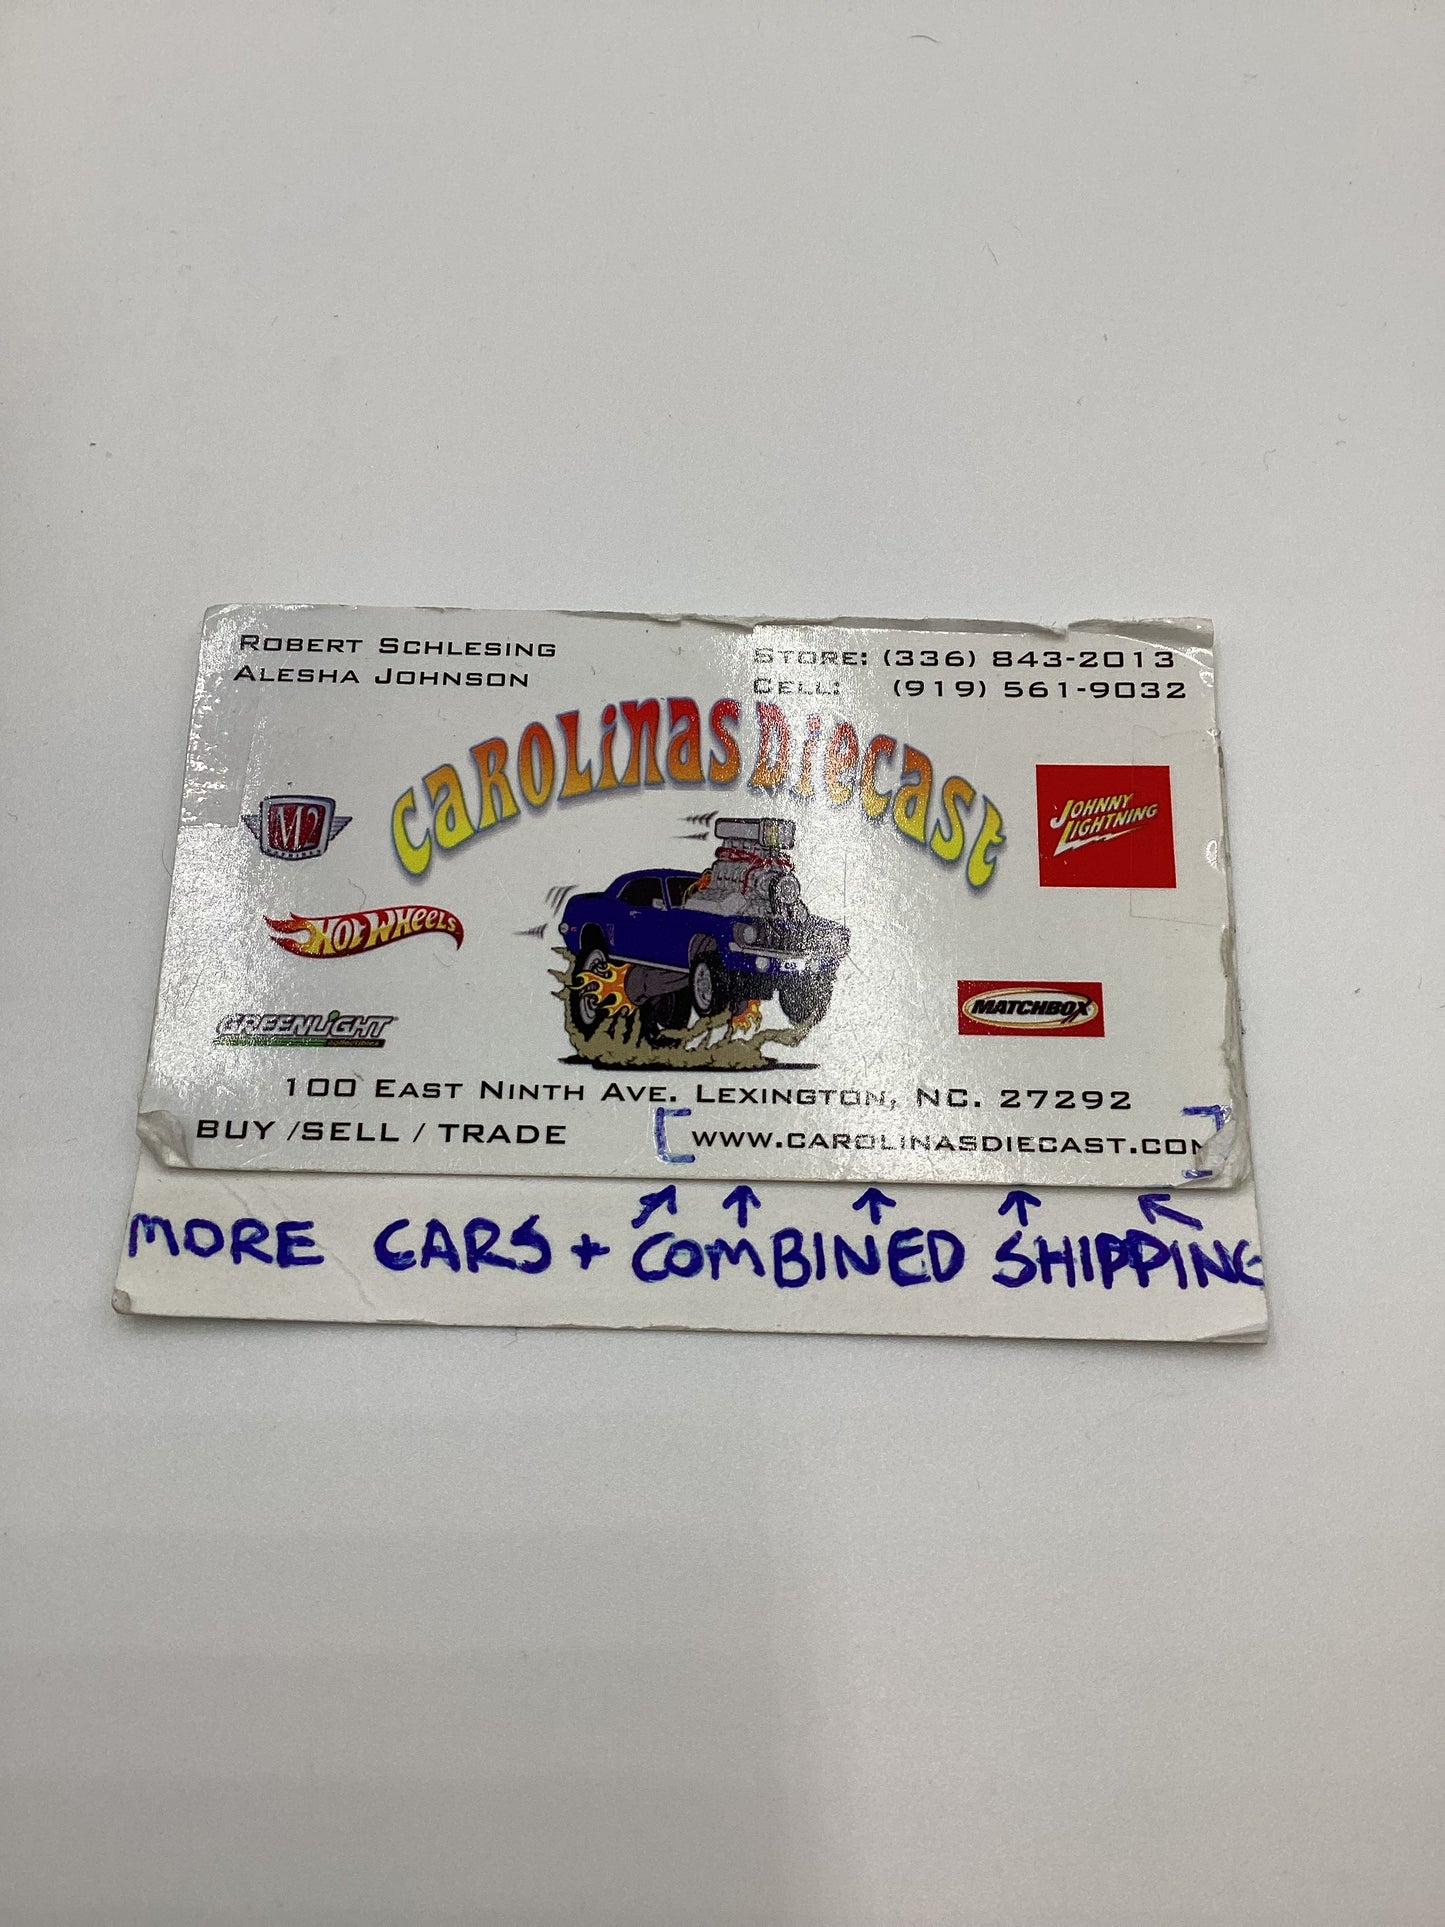 ROBERT SCHLESING
ALESHA JOHNSON
STORE: (336) 843-2013
CELL: (919) 561-9032
CAROLINAS DIECAST
M2
MACHINES
JOHNNY
LIGHTNING
HOT WHEELS
MATCHBOX
GREENLIGHT
collectibles
100 EAST NINTH AVE. LEXINGTON, NC. 27292
BUY /SELL / TRADE
[ WWW.CAROLINASDIECAST.COM ]
MORE CARS + COMBINED SHIPPING